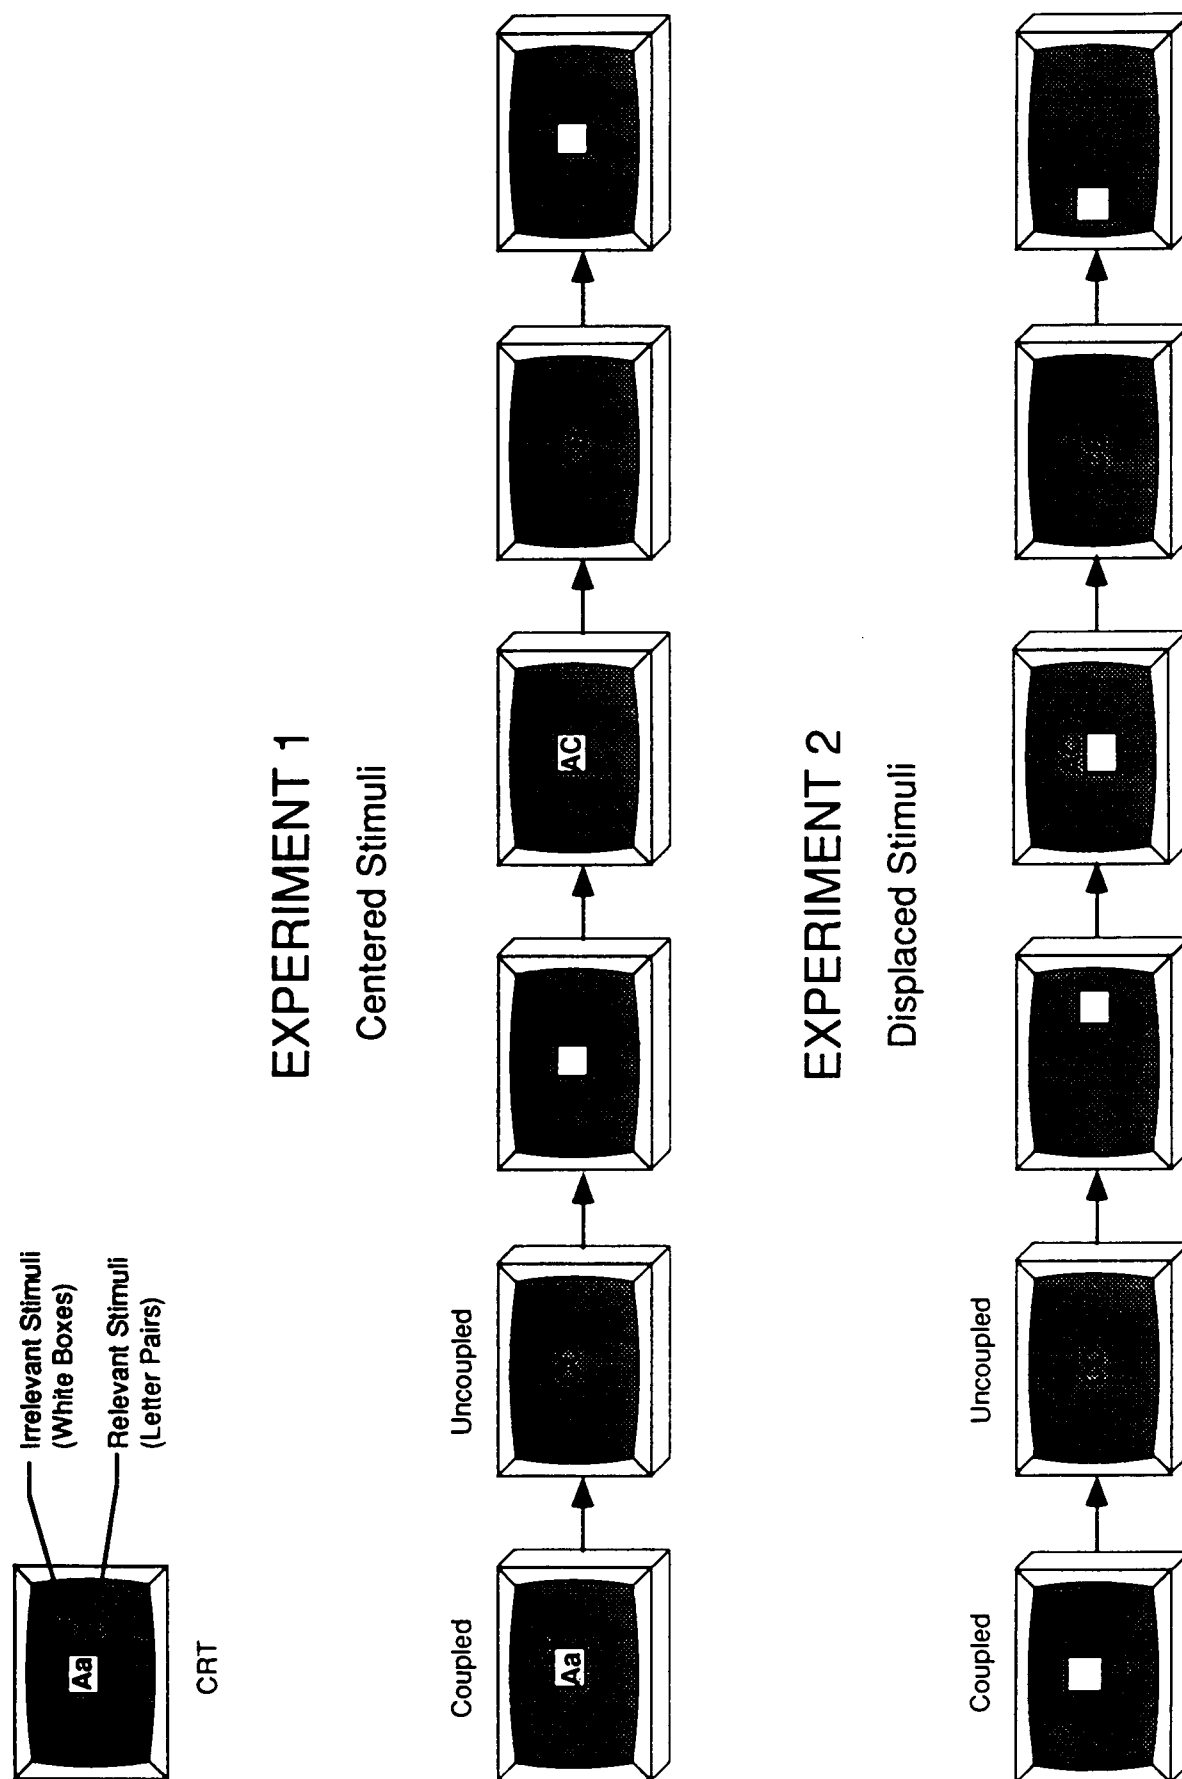 Aa
Irrelevant Stimuli
(White Boxes)
Relevant Stimuli
(Letter Pairs)
CRT
EXPERIMENT 1
Centered Stimuli
Coupled
Uncoupled
Aa
AC
EXPERIMENT 2
Displaced Stimuli
Coupled
Uncoupled